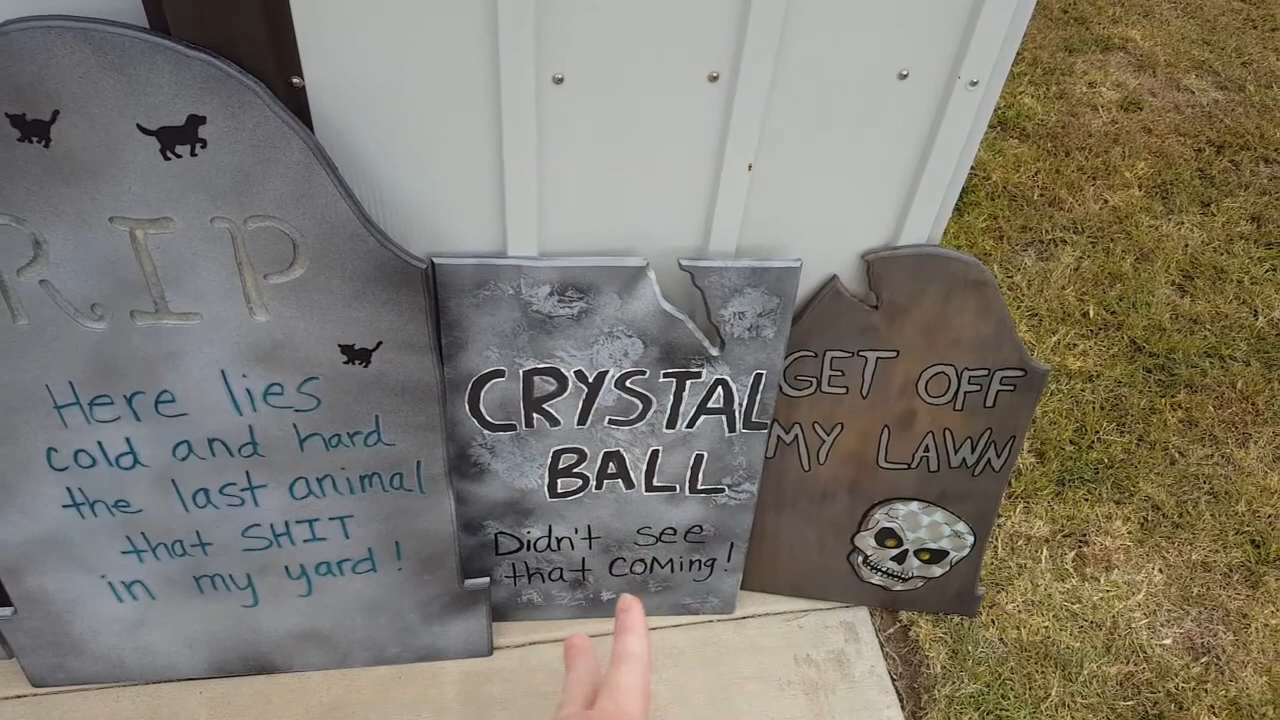 RIP
Here lies
cold and hard
the last animal
that SHIT
in my yard!
CRYSTAL
BALL
Didn't see
that COMING!
GET OFF
MY LAWN